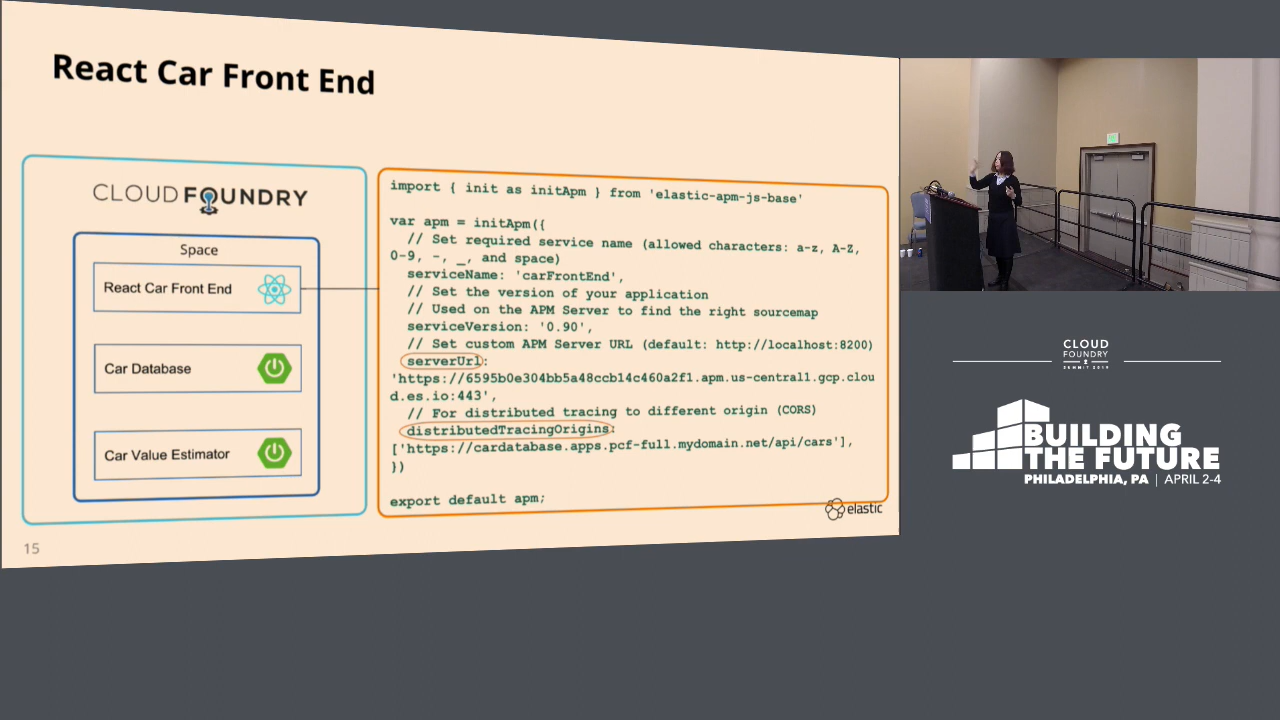 React Car Front End
CLOUD FOUNDRY
Space
React Car Front End
Car Database
Car Value Estimator
import { init as initApm } from 'elastic-apm-js-base'
var apm = initApm({
// Set required service name (allowed characters: a-z, A-Z,
0-9, -, _, and space)
serviceName: 'carFrontEnd',
// Set the version of your application
// Used on the APM Server to find the right sourcemap
serviceVersion: '0.90',
// Set custom APM Server URL (default: http://localhost:8200)
serverUrl:
'https://6595b0e304bb5a48ccb14c460a2f1.apm.us-central1.gcp.clou
d.es.io:443',
// For distributed tracing to different origin (CORS)
distributedTracingOrigins:
['https://cardatabase.apps.pcf-full.mydomain.net/api/cars'],
})
export default apm;
elastic
15
CLOUD
FOUNDRY
SUMMIT 2019
BUILDING
THE FUTURE
PHILADELPHIA, PA | APRIL 2-4